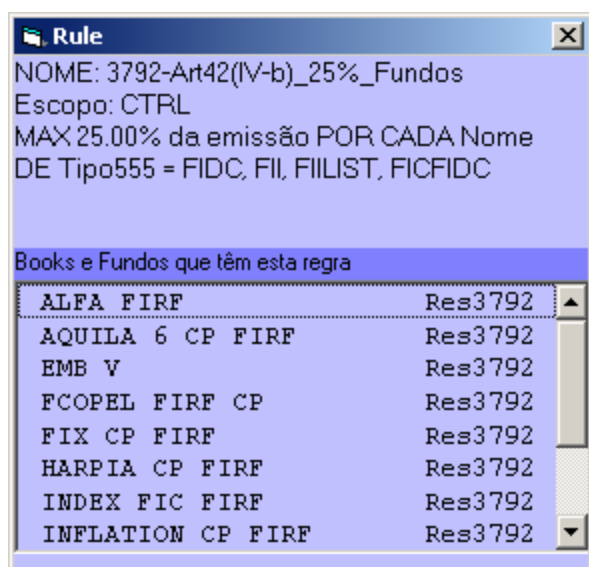 Rule
NOME: 3792-Art42(IV-b)_25%_Fundos
Escopo: CTRL
MAX 25.00% da emissão POR CADA Nome
DE Tipo555 = FIDC, FII, FIILIST, FICFIDC
Books e Fundos que têm esta regra
ALFA FIRF Res3792
AQUILA 6 CP FIRF Res3792
EMB V Res3792
FCOPEL FIRF CP Res3792
FIX CP FIRF Res3792
HARPIA CP FIRF Res3792
INDEX FIC FIRF Res3792
INFLATION CP FIRF Res3792